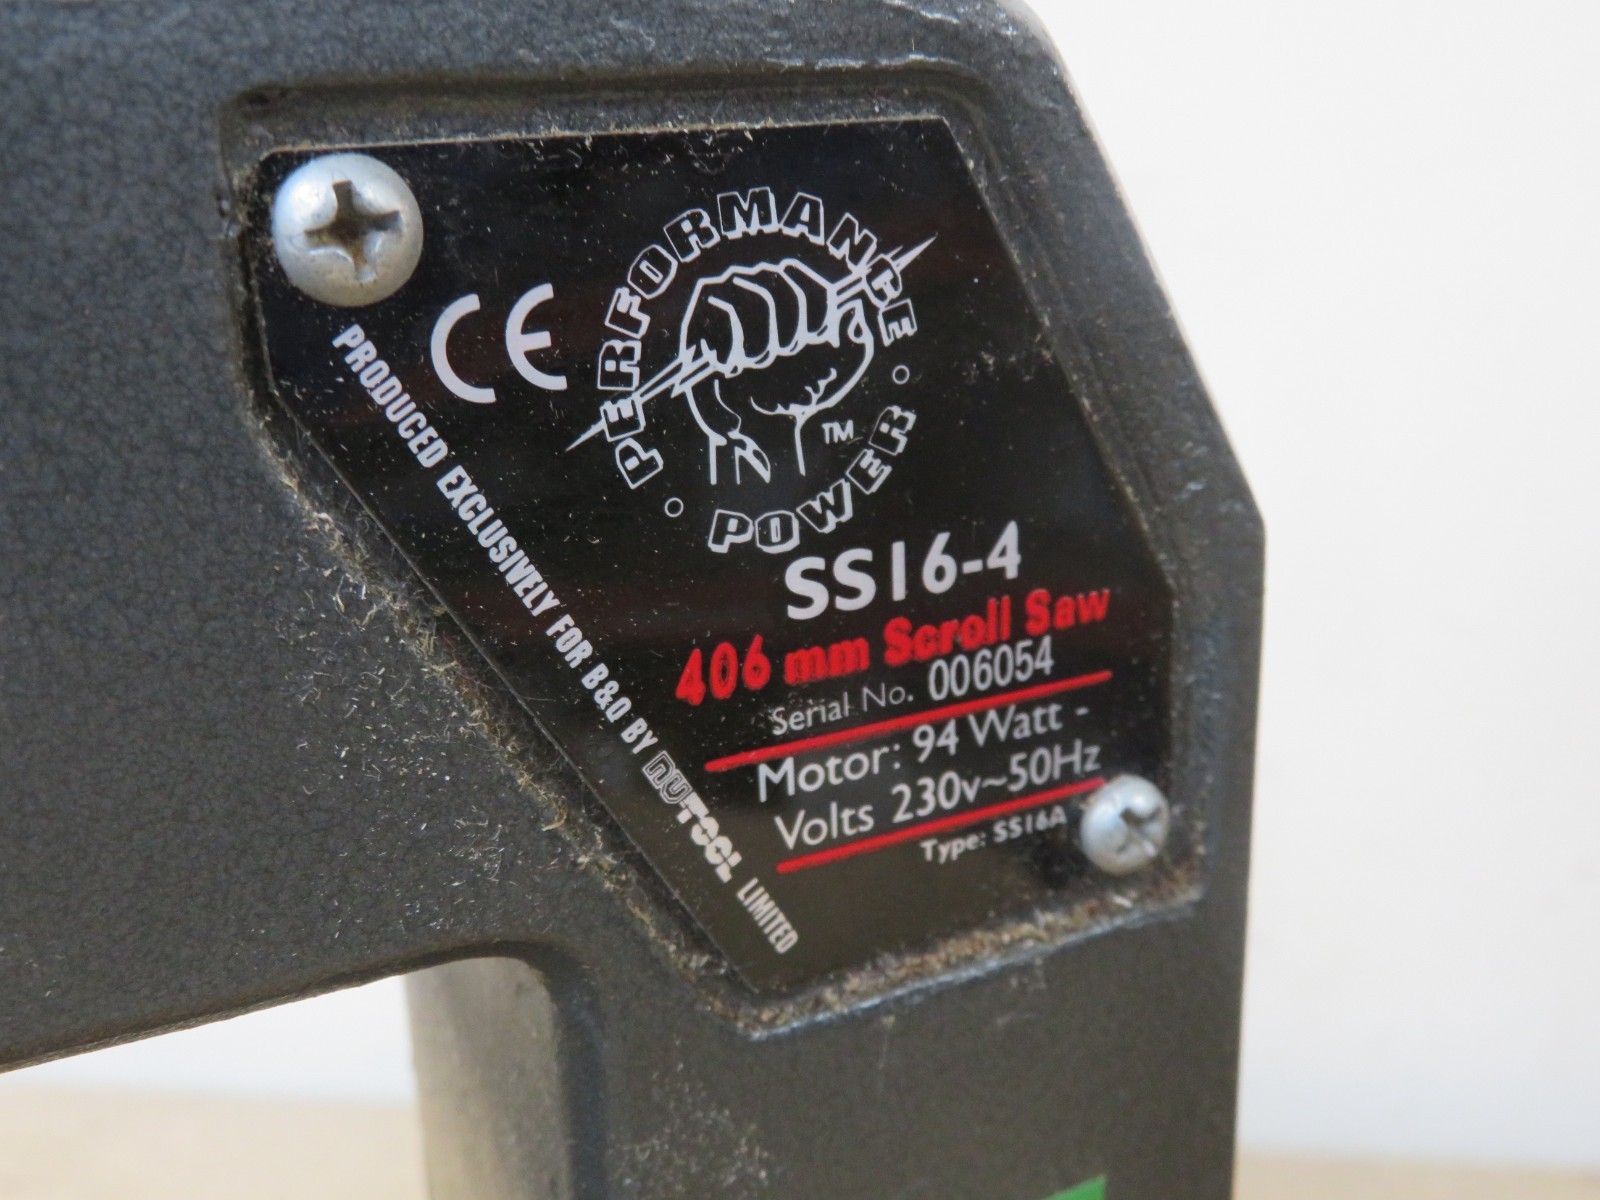 CE
PERFORMANCE
POWER
TM
SS16-4
406 mm Scroll Saw
Serial No. 006054
Motor: 94 Watt -
Volts 230v~50Hz
Type: SS16A
PRODUCED EXCLUSIVELY FOR B&Q BY NUTOOL LIMITED